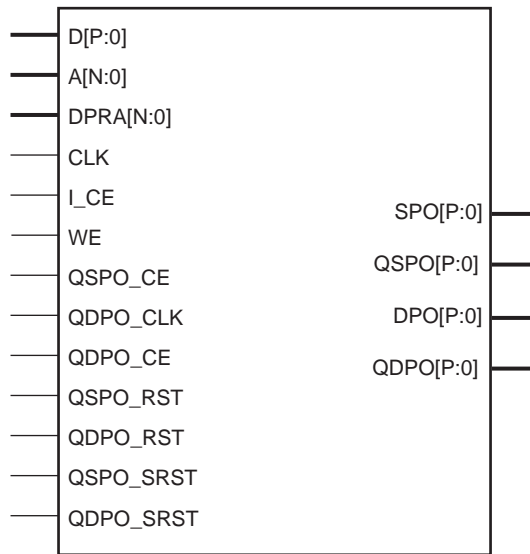 D[P:0]
A[N:0]
DPRA[N:0]
CLK
I_CE
WE
QSPO_CE
QDPO_CLK
QDPO_CE
QSPO_RST
QDPO_RST
QSPO_SRST
QDPO_SRST
SPO[P:0]
QSPO[P:0]
DPO[P:0]
QDPO[P:0]